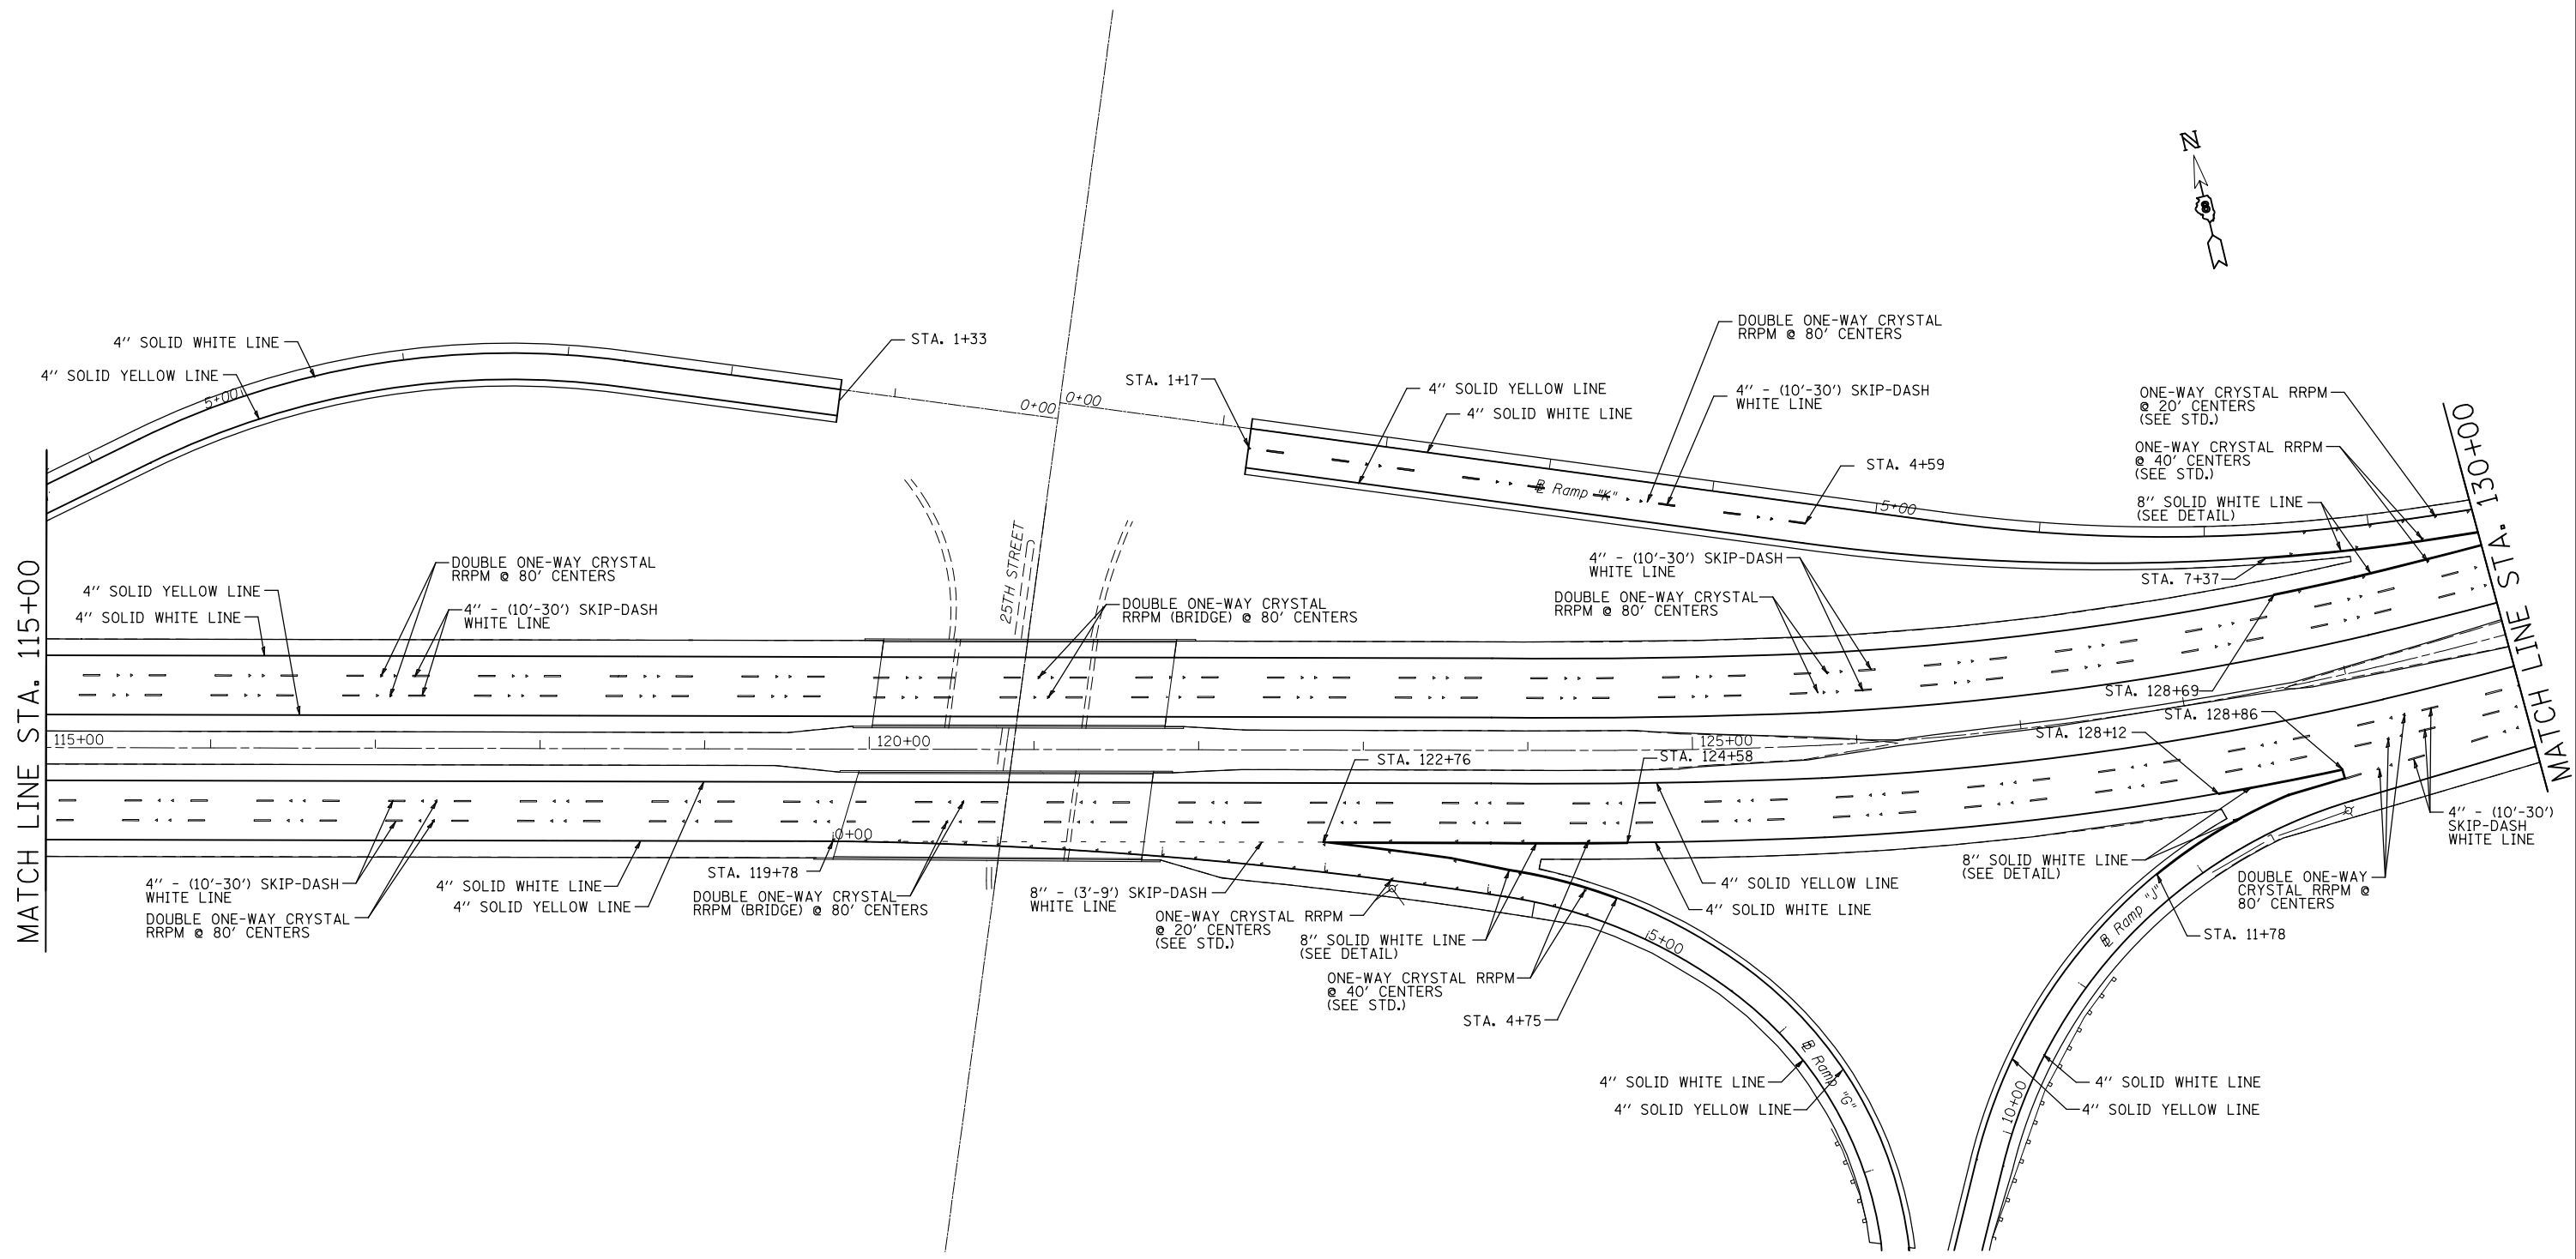 N
4" SOLID WHITE LINE
4" SOLID YELLOW LINE
5+00
STA. 1+33
0+00
0+00
STA. 1+17
4" SOLID YELLOW LINE
4" SOLID WHITE LINE
DOUBLE ONE-WAY CRYSTAL
RRPM @ 80' CENTERS
4" - (10'-30') SKIP-DASH
WHITE LINE
STA. 4+59
Ramp "K"
5+00
ONE-WAY CRYSTAL RRPM
@ 20' CENTERS
(SEE STD.)
ONE-WAY CRYSTAL RRPM
@ 40' CENTERS
(SEE STD.)
8" SOLID WHITE LINE
(SEE DETAIL)
STA. 7+37
MATCH LINE STA. 130+00
MATCH LINE STA. 115+00
4" SOLID YELLOW LINE
4" SOLID WHITE LINE
DOUBLE ONE-WAY CRYSTAL
RRPM @ 80' CENTERS
4" - (10'-30') SKIP-DASH
WHITE LINE
25TH STREET
DOUBLE ONE-WAY CRYSTAL
RRPM (BRIDGE) @ 80' CENTERS
4" - (10'-30') SKIP-DASH
WHITE LINE
DOUBLE ONE-WAY CRYSTAL
RRPM @ 80' CENTERS
STA. 128+69
STA. 128+86
STA. 128+12
115+00
120+00
125+00
STA. 122+76
STA. 124+58
0+00
STA. 119+78
4" - (10'-30') SKIP-DASH
WHITE LINE
DOUBLE ONE-WAY CRYSTAL
RRPM @ 80' CENTERS
4" SOLID WHITE LINE
4" SOLID YELLOW LINE
DOUBLE ONE-WAY CRYSTAL
RRPM (BRIDGE) @ 80' CENTERS
8" - (3'-9') SKIP-DASH
WHITE LINE
ONE-WAY CRYSTAL RRPM
@ 20' CENTERS
(SEE STD.)
8" SOLID WHITE LINE
(SEE DETAIL)
ONE-WAY CRYSTAL RRPM
@ 40' CENTERS
(SEE STD.)
STA. 4+75
4" SOLID YELLOW LINE
4" SOLID WHITE LINE
5+00
8" SOLID WHITE LINE
(SEE DETAIL)
4" - (10'-30')
SKIP-DASH
WHITE LINE
DOUBLE ONE-WAY
CRYSTAL RRPM @
80' CENTERS
Ramp "J"
STA. 11+78
Ramp "G"
4" SOLID WHITE LINE
4" SOLID YELLOW LINE
10+00
4" SOLID WHITE LINE
4" SOLID YELLOW LINE